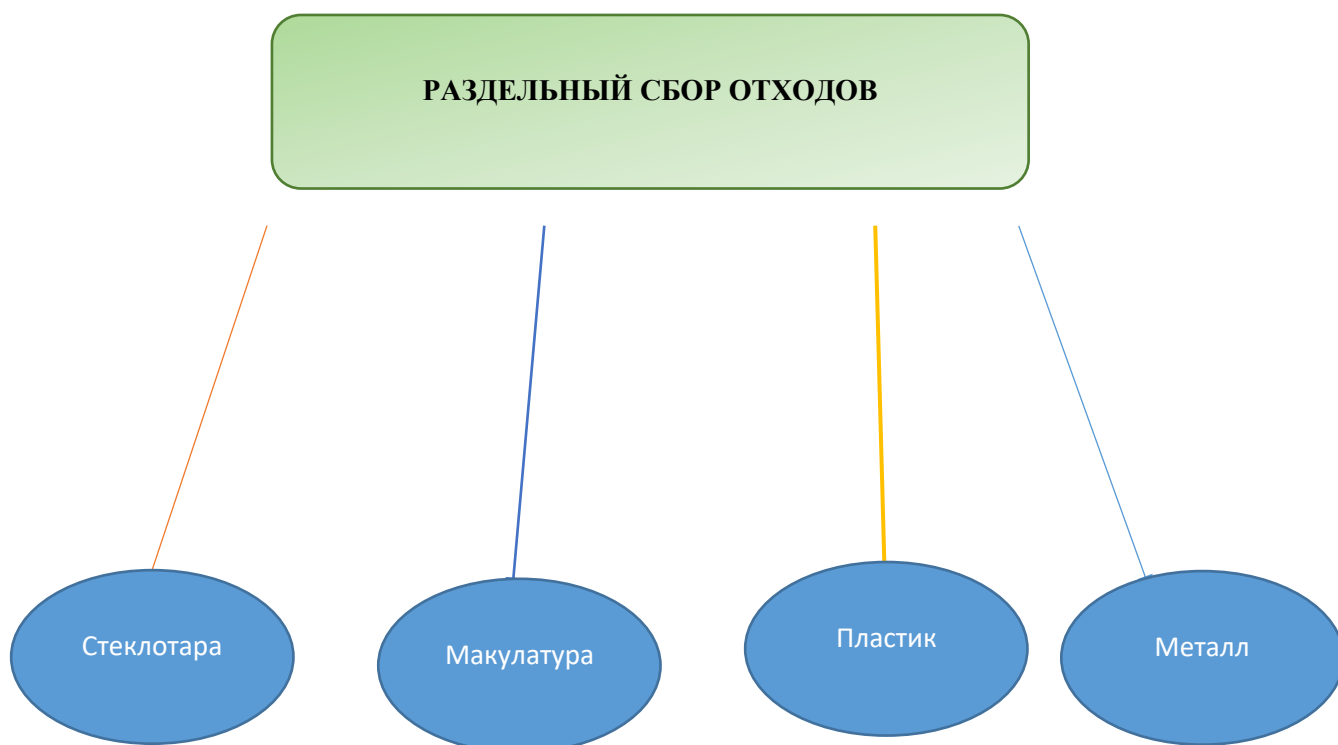 РАЗДЕЛЬНЫЙ СБОР ОТХОДОВ
Стеклотара
Макулатура
Пластик
Металл